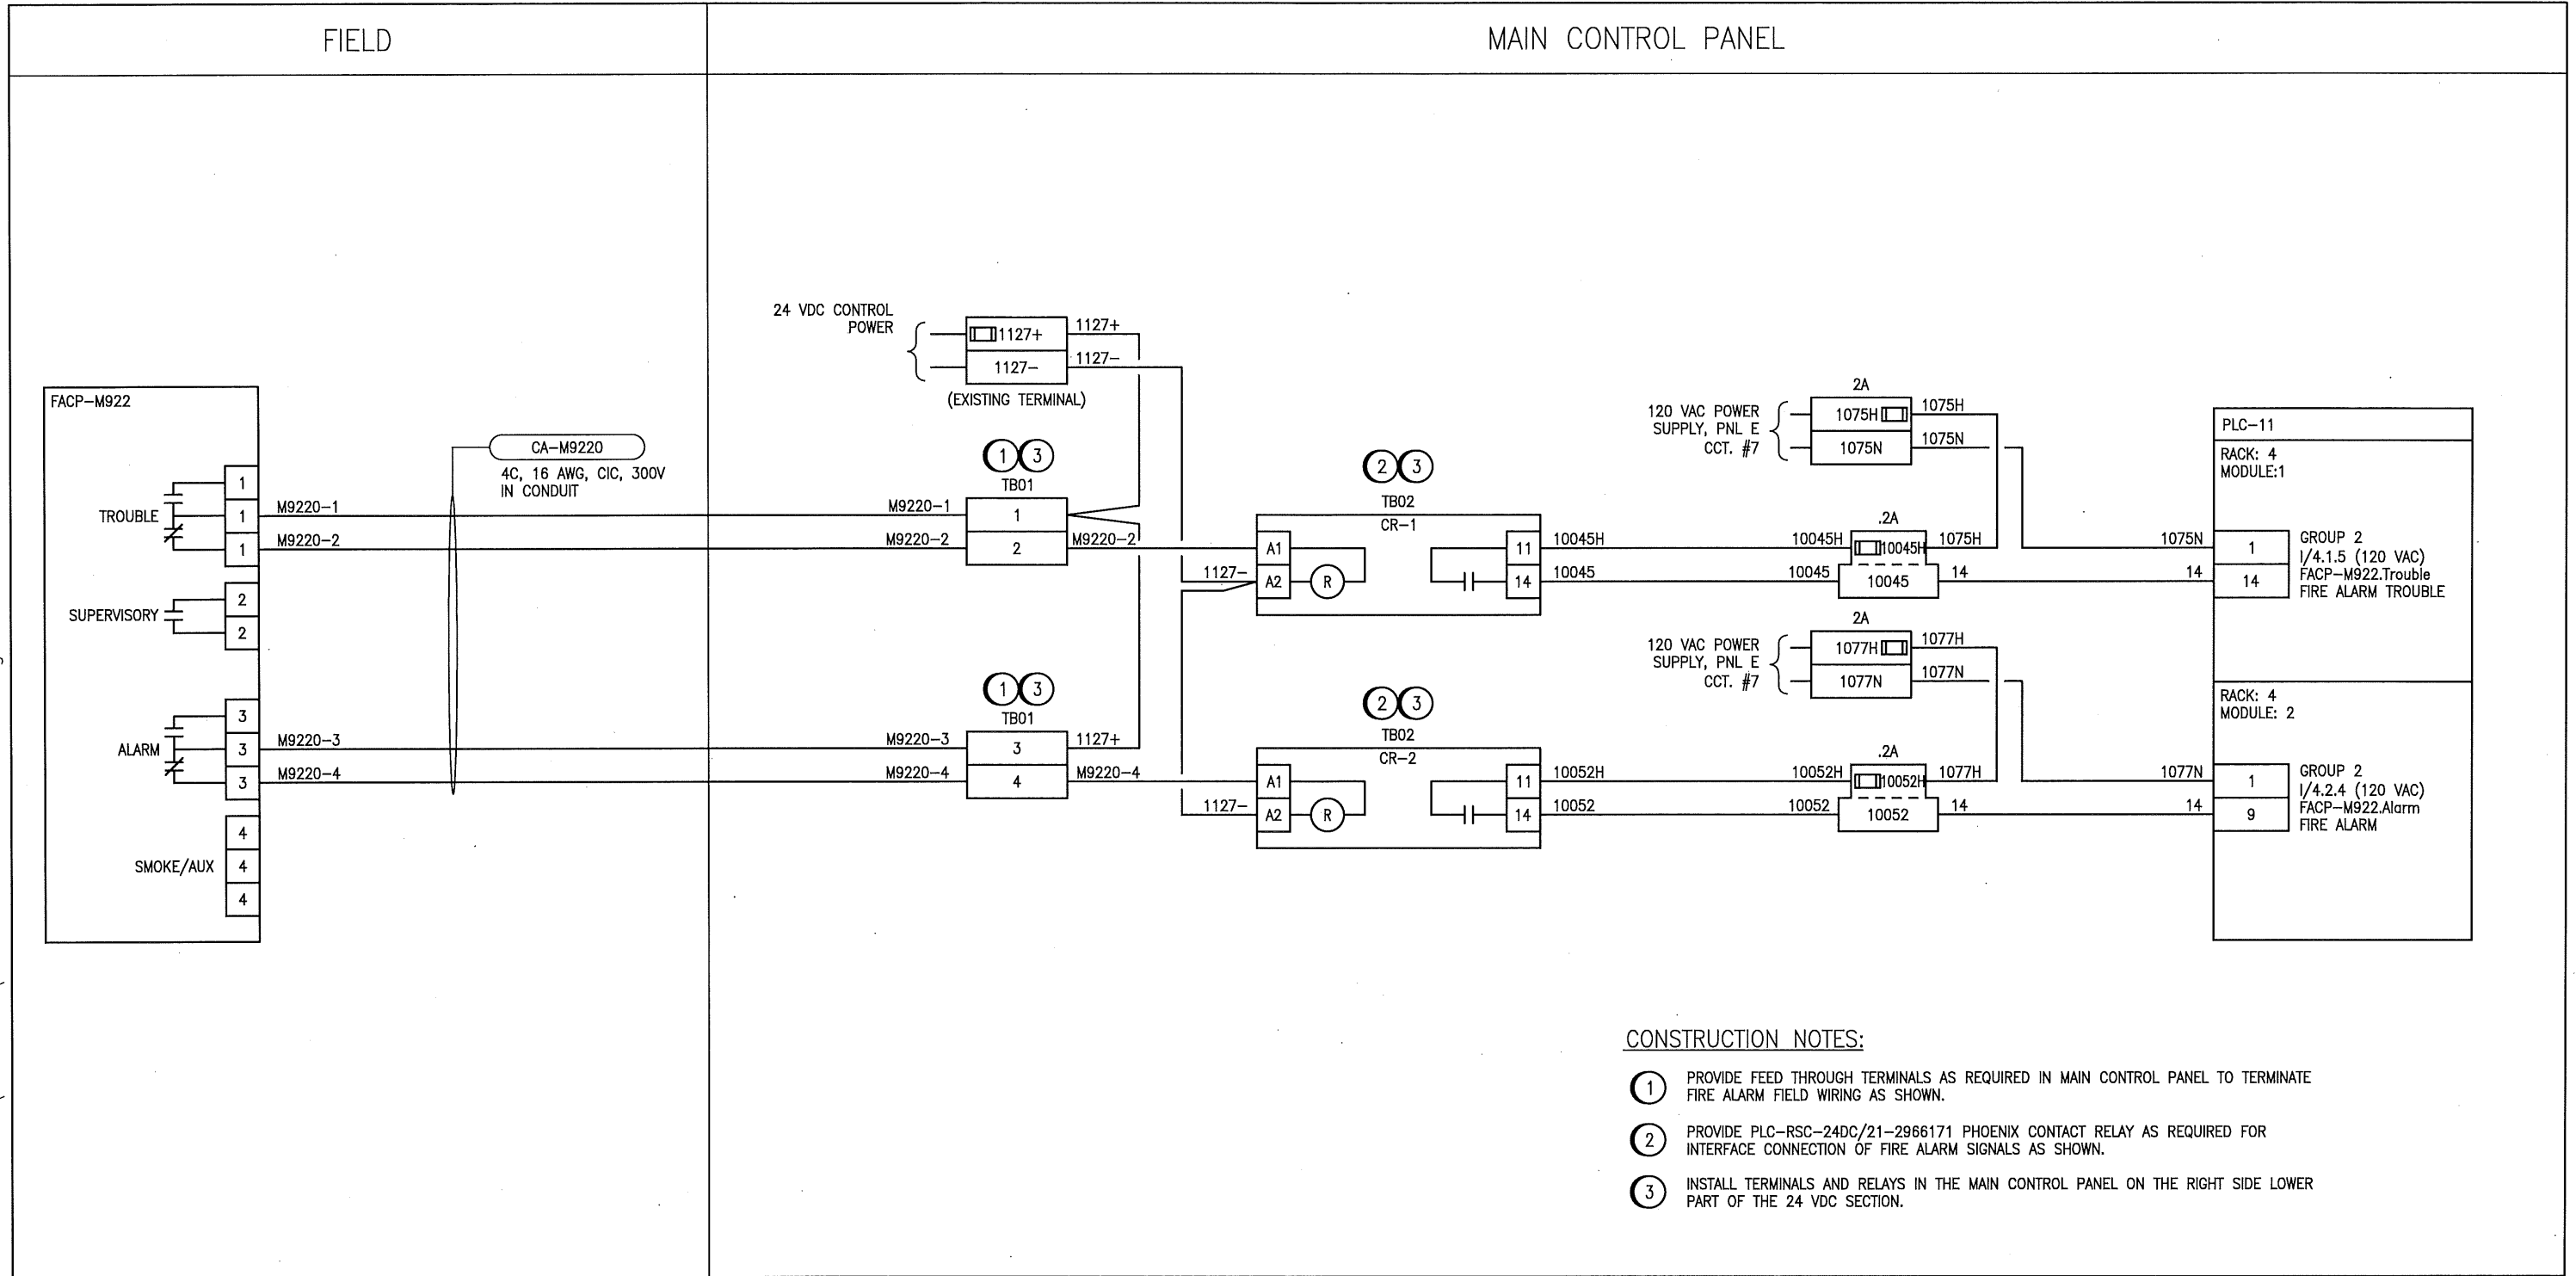 FIELD
MAIN CONTROL PANEL
FACP-M922
TROUBLE
1
1
1
SUPERVISORY
2
2
ALARM
3
3
3
SMOKE/AUX
4
4
4
M9220-1
M9220-2
M9220-3
M9220-4
CA-M9220
4C, 16 AWG, CIC, 300V
IN CONDUIT
24 VDC CONTROL
POWER
1127+
1127+
1127-
1127-
(EXISTING TERMINAL)
1 3
TB01
M9220-1
1
M9220-2
2
M9220-2
1127-
1 3
TB01
M9220-3
3
1127+
M9220-4
4
M9220-4
1127-
2 3
TB02
CR-1
A1
A2
R
11
14
10045H
10045
2 3
TB02
CR-2
A1
A2
R
11
14
10052H
10052
2A
120 VAC POWER
SUPPLY, PNL E
CCT. #7
1075H
1075H
1075N
1075N
.2A
10045H
10045H
1075H
10045
10045
14
1075N
14
2A
120 VAC POWER
SUPPLY, PNL E
CCT. #7
1077H
1077H
1077N
1077N
.2A
10052H
10052H
1077H
10052
10052
14
1077N
14
PLC-11
RACK: 4
MODULE:1
1
14
GROUP 2
I/4.1.5 (120 VAC)
FACP-M922.Trouble
FIRE ALARM TROUBLE
RACK: 4
MODULE: 2
1
9
GROUP 2
I/4.2.4 (120 VAC)
FACP-M922.Alarm
FIRE ALARM
CONSTRUCTION NOTES:
1 PROVIDE FEED THROUGH TERMINALS AS REQUIRED IN MAIN CONTROL PANEL TO TERMINATE
FIRE ALARM FIELD WIRING AS SHOWN.
2 PROVIDE PLC-RSC-24DC/21-2966171 PHOENIX CONTACT RELAY AS REQUIRED FOR
INTERFACE CONNECTION OF FIRE ALARM SIGNALS AS SHOWN.
3 INSTALL TERMINALS AND RELAYS IN THE MAIN CONTROL PANEL ON THE RIGHT SIDE LOWER
PART OF THE 24 VDC SECTION.